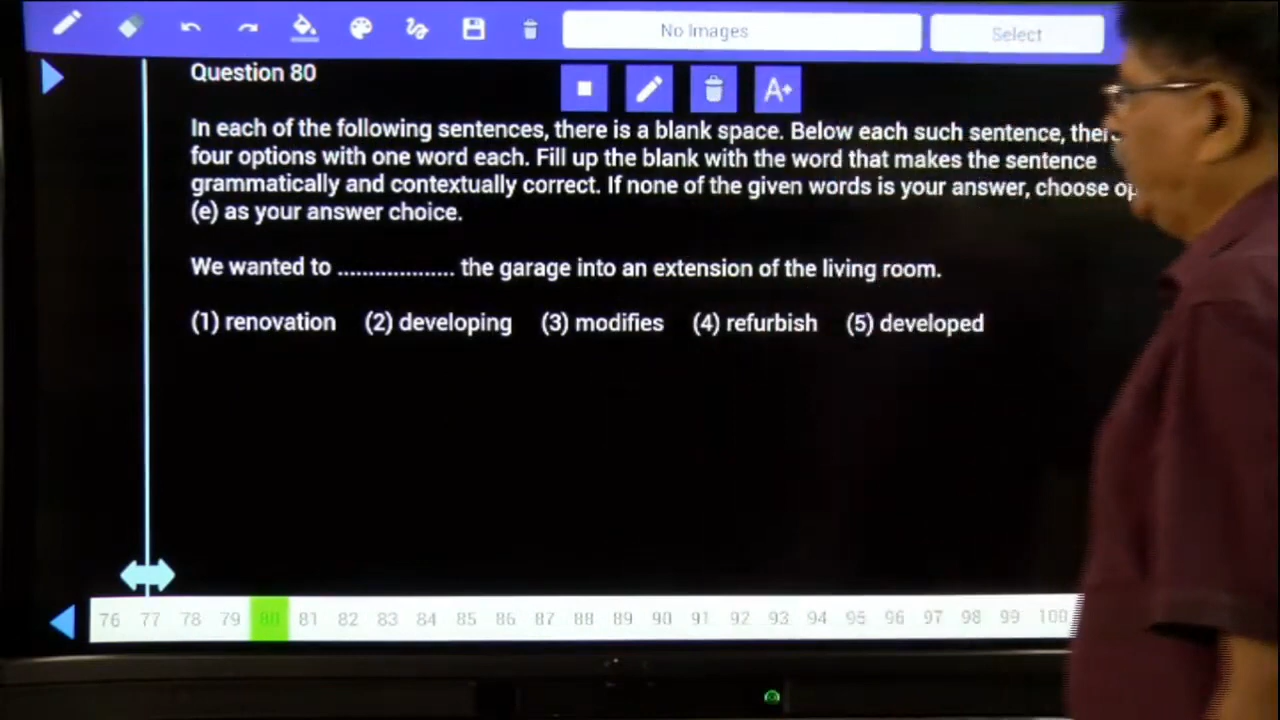 No Images
Select
Question 80
A+
In each of the following sentences, there is a blank space. Below each such sentence,
four options with one word each. Fill up the blank with the word that makes the sentence
grammatically and contextually correct. If none of the given words is your answer, choose
(e) as your answer choice.
We wanted to ................... the garage into an extension of the living room.
(1) renovation (2) developing (3) modifies (4) refurbish (5) developed
76 77 78 79 80 81 82 83 84 85 86 87 88 89 90 91 92 93 94 95 96 97 98 99 100